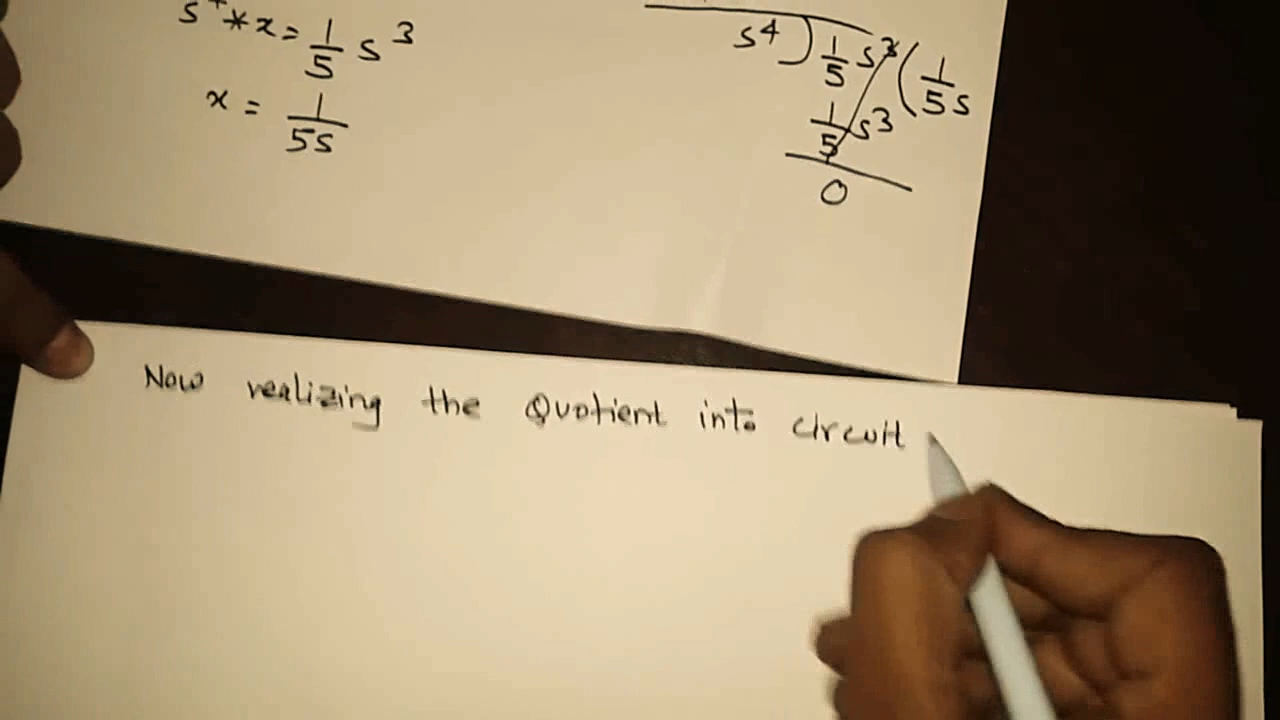 s⁴ * x = 1/5 s³
x = 1/5s
s⁴ ) 1/5 s³ ( 1/5s
1/5 s³
0
Now realizing the Quotient into circuit